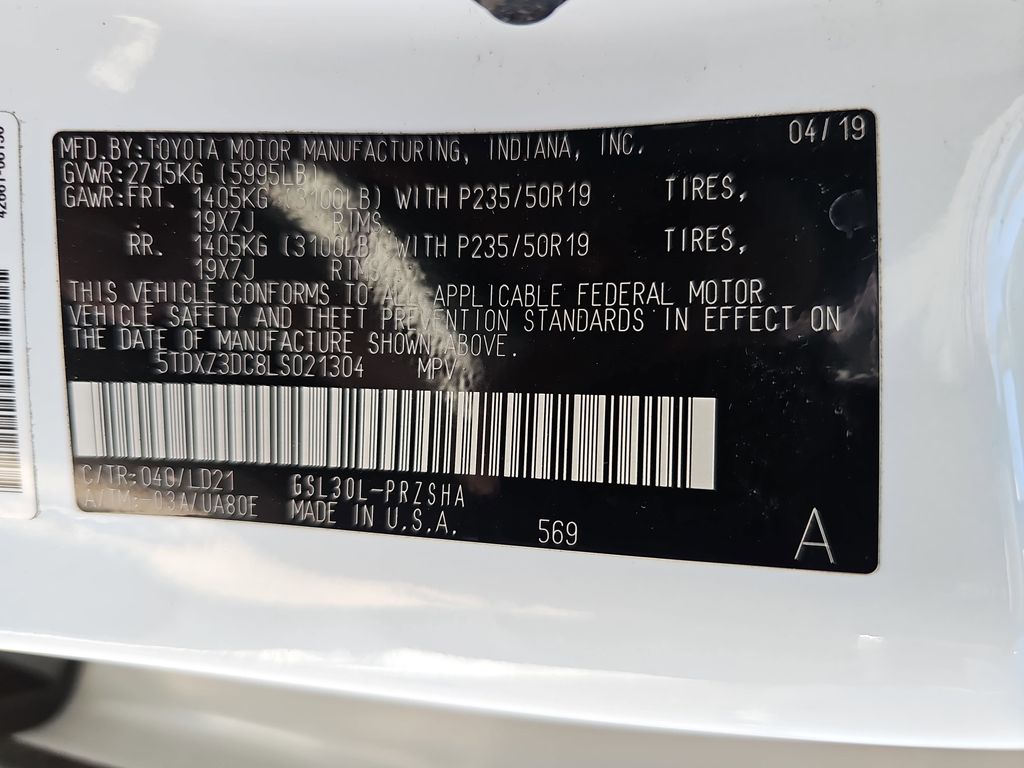 04/19
MFD.BY:TOYOTA MOTOR MANUFACTURING, INDIANA, INC.
GVWR:2715KG (5995LB)
GAWR:FRT. 1405KG (3100LB) WITH P235/50R19 TIRES,
19X7J RIMS,
RR. 1405KG (3100LB) WITH P235/50R19 TIRES,
19X7J RIMS
THIS VEHICLE CONFORMS TO ALL APPLICABLE FEDERAL MOTOR
VEHICLE SAFETY AND THEFT PREVENTION STANDARDS IN EFFECT ON
THE DATE OF MANUFACTURE SHOWN ABOVE.
5TDXZ3DC8LS021304 MPV
C/TR:040/LD21 GSL30L-PRZSHA
A/TM:-03A/UA80E MADE IN U.S.A. 569
A